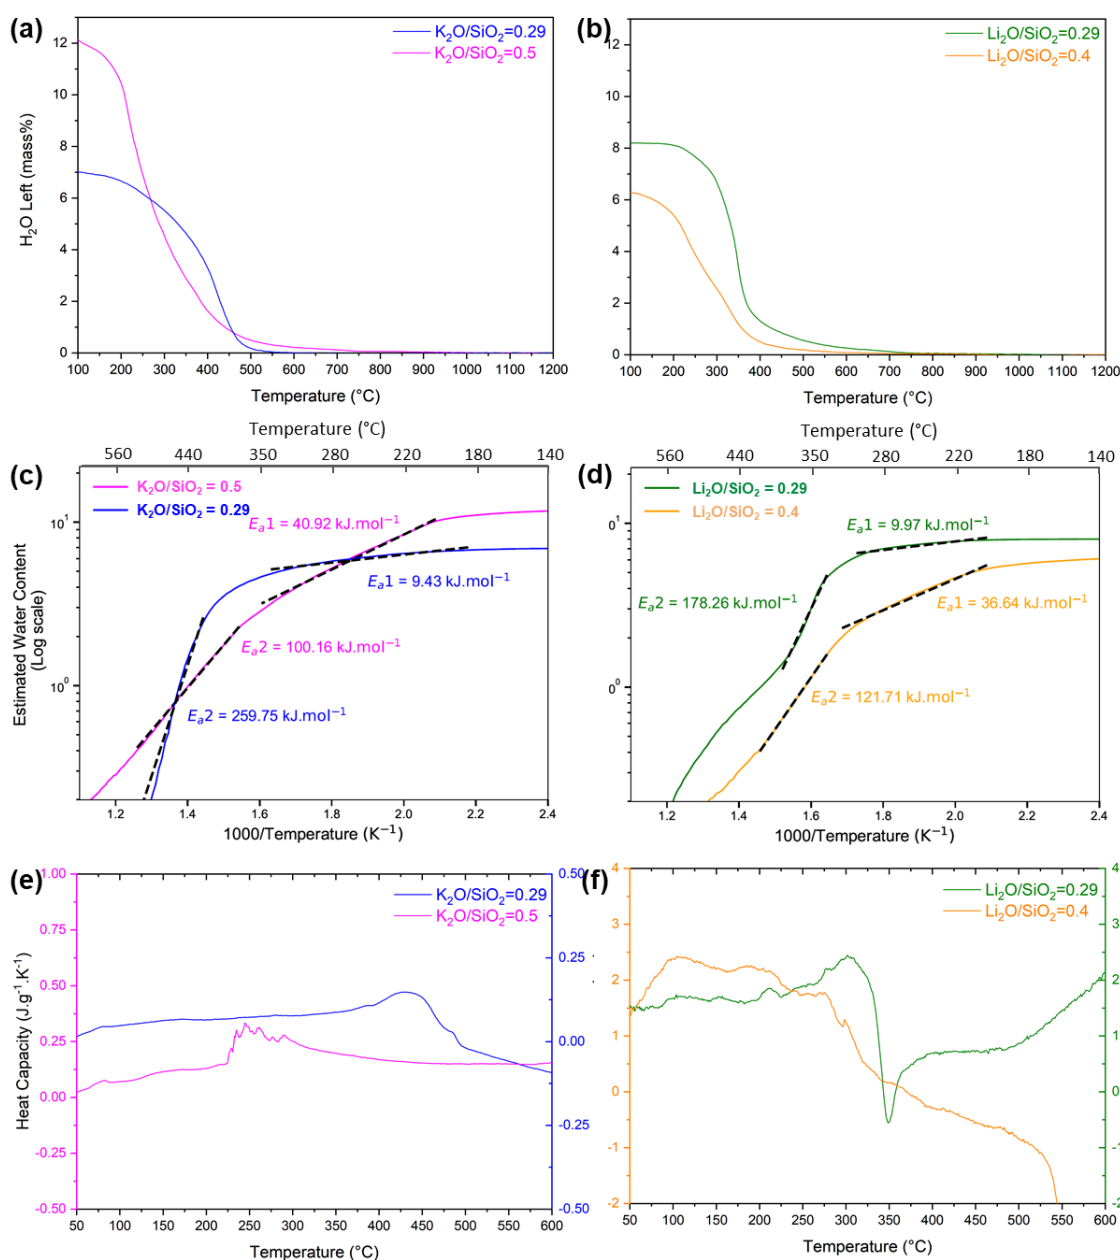 (a)
K₂O/SiO₂=0.29
K₂O/SiO₂=0.5
H₂O Left (mass%)
12
10
8
6
4
2
0
100 200 300 400 500 600 700 800 900 1000 1100 1200
Temperature (°C)
(b)
Li₂O/SiO₂=0.29
Li₂O/SiO₂=0.4
12
10
8
6
4
2
0
100 200 300 400 500 600 700 800 900 1000 1100 1200
Temperature (°C)
(c)
Temperature (°C)
560 440 350 280 220 180 140
K₂O/SiO₂ = 0.5
K₂O/SiO₂ = 0.29
Eₐ1 = 40.92 kJ.mol⁻¹
Eₐ1 = 9.43 kJ.mol⁻¹
Eₐ2 = 100.16 kJ.mol⁻¹
Eₐ2 = 259.75 kJ.mol⁻¹
Estimated Water Content
(Log scale)
10¹
10⁰
1.2 1.4 1.6 1.8 2.0 2.2 2.4
1000/Temperature (K⁻¹)
(d)
Temperature (°C)
560 440 350 280 220 180 140
Li₂O/SiO₂ = 0.29
Li₂O/SiO₂ = 0.4
Eₐ1 = 9.97 kJ.mol⁻¹
Eₐ2 = 178.26 kJ.mol⁻¹
Eₐ1 = 36.64 kJ.mol⁻¹
Eₐ2 = 121.71 kJ.mol⁻¹
0¹
0⁰
1.2 1.4 1.6 1.8 2.0 2.2 2.4
1000/Temperature (K⁻¹)
(e)
K₂O/SiO₂=0.29
K₂O/SiO₂=0.5
Heat Capacity (J.g⁻¹.K⁻¹)
1.00
0.75
0.50
0.25
0.00
-0.25
-0.50
0.50
0.25
0.00
-0.25
-0.50
50 100 150 200 250 300 350 400 450 500 550 600
Temperature (°C)
(f)
Li₂O/SiO₂=0.29
Li₂O/SiO₂=0.4
4
3
2
1
0
-1
-2
4
3
2
1
0
-1
-2
50 100 150 200 250 300 350 400 450 500 550 600
Temperature (°C)